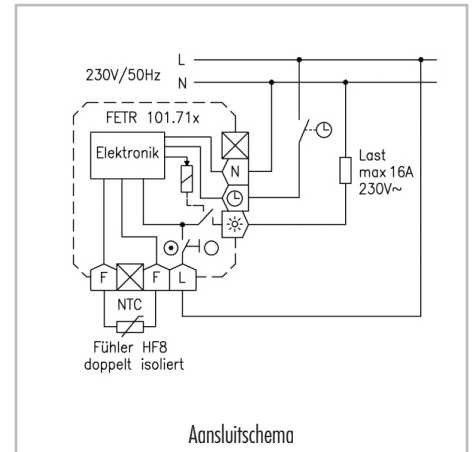 L
230V/50Hz
N
FETR 101.71x
Elektronik
N
Last
max 16A
230V~
F
F
L
NTC
Fühler HF8
doppelt isoliert
Aansluitschema